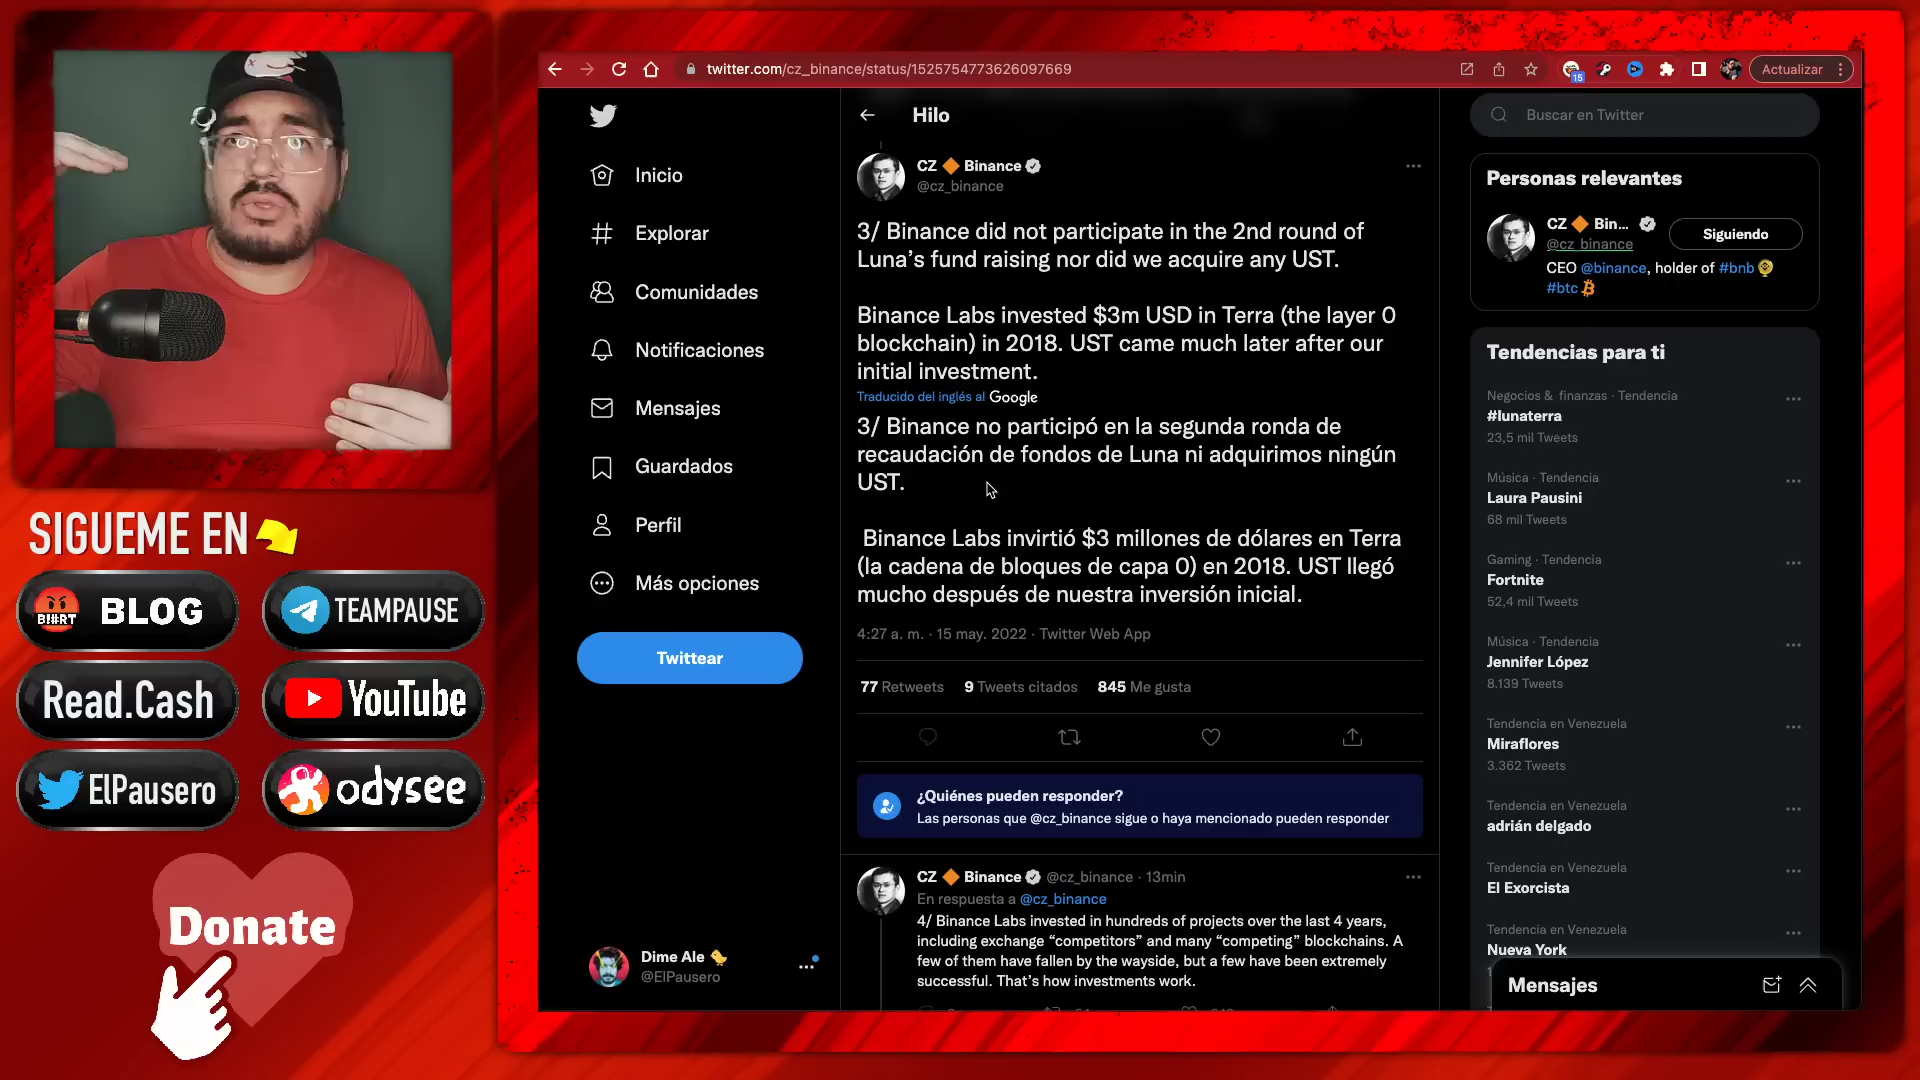 twitter.com/cz_binance/status/1525754773626097669
15
Actualizar
Inicio
Explorar
Comunidades
Notificaciones
Mensajes
Guardados
Perfil
Más opciones
Twittear
Dime Ale
@ElPausero
Hilo
CZ Binance
@cz_binance
3/ Binance did not participate in the 2nd round of
Luna’s fund raising nor did we acquire any UST.
Binance Labs invested $3m USD in Terra (the layer 0
blockchain) in 2018. UST came much later after our
initial investment.
Traducido del inglés al Google
3/ Binance no participó en la segunda ronda de
recaudación de fondos de Luna ni adquirimos ningún
UST.
Binance Labs invirtió $3 millones de dólares en Terra
(la cadena de bloques de capa 0) en 2018. UST llegó
mucho después de nuestra inversión inicial.
4:27 a. m. · 15 may. 2022 · Twitter Web App
77 Retweets 9 Tweets citados 845 Me gusta
¿Quiénes pueden responder?
Las personas que @cz_binance sigue o haya mencionado pueden responder
CZ Binance @cz_binance · 13min
En respuesta a @cz_binance
4/ Binance Labs invested in hundreds of projects over the last 4 years,
including exchange “competitors” and many “competing” blockchains. A
few of them have fallen by the wayside, but a few have been extremely
successful. That’s how investments work.
Buscar en Twitter
Personas relevantes
CZ Bin...
@cz_binance
Siguiendo
CEO @binance, holder of #bnb
#btc
Tendencias para ti
Negocios & finanzas · Tendencia
#lunaterra
23,5 mil Tweets
Música · Tendencia
Laura Pausini
68 mil Tweets
Gaming · Tendencia
Fortnite
52,4 mil Tweets
Música · Tendencia
Jennifer López
8.139 Tweets
Tendencia en Venezuela
Miraflores
3.362 Tweets
Tendencia en Venezuela
adrián delgado
Tendencia en Venezuela
El Exorcista
Tendencia en Venezuela
Nueva York
Mensajes
SIGUEME EN
BL!#RT BLOG
TEAMPAUSE
Read.Cash
YouTube
ElPausero
odysee
Donate